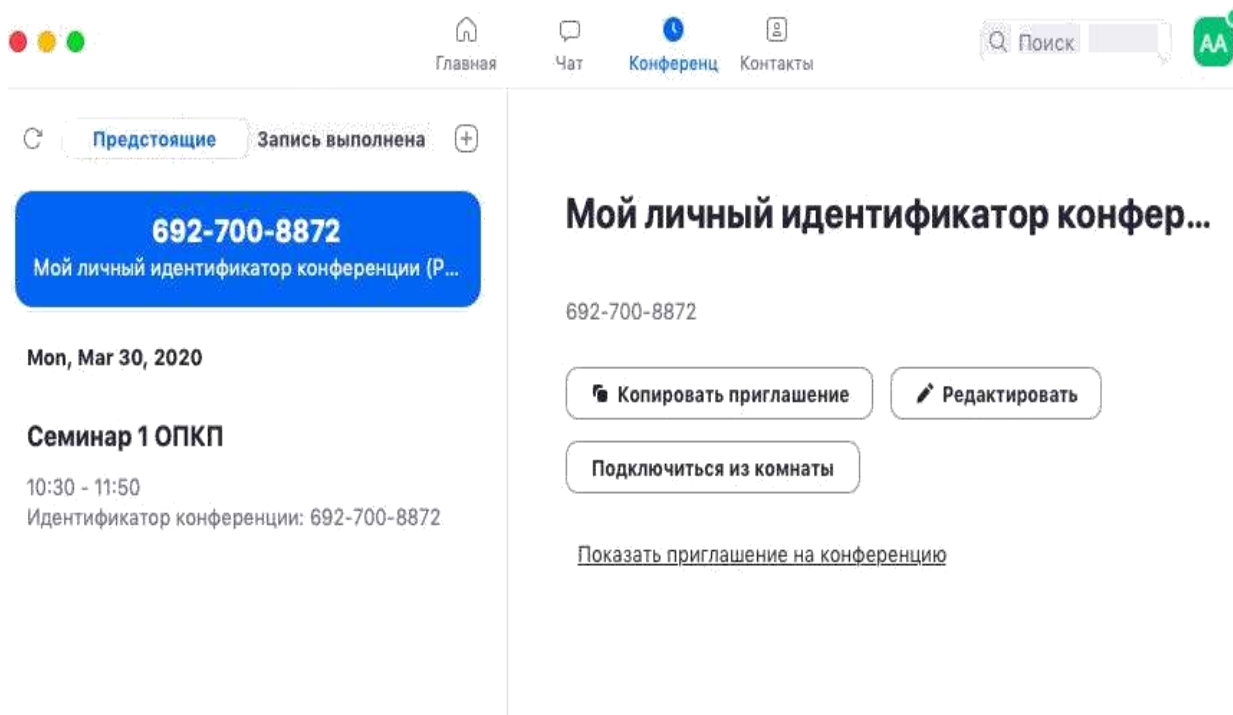 Главная
Чат
Конференц
Контакты
Поиск
АА
Предстоящие
Запись выполнена
692-700-8872
Мой личный идентификатор конференции (P...
Mon, Mar 30, 2020
Семинар 1 ОПКП
10:30 - 11:50
Идентификатор конференции: 692-700-8872
Мой личный идентификатор конфер...
692-700-8872
Копировать приглашение
Редактировать
Подключиться из комнаты
Показать приглашение на конференцию